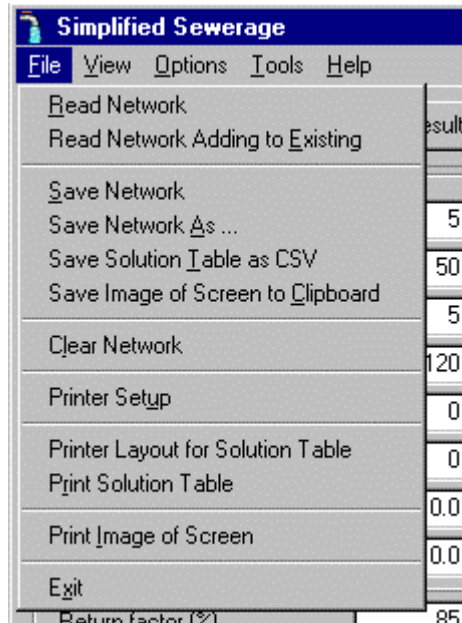 Simplified Sewerage
File View Options Tools Help
Read Network
Read Network Adding to Existing
Save Network
Save Network As ...
Save Solution Table as CSV
Save Image of Screen to Clipboard
Clear Network
Printer Setup
Printer Layout for Solution Table
Print Solution Table
Print Image of Screen
Exit
esult
5
50
5
120
0
0
0.0
0.0
Return factor (%) 85